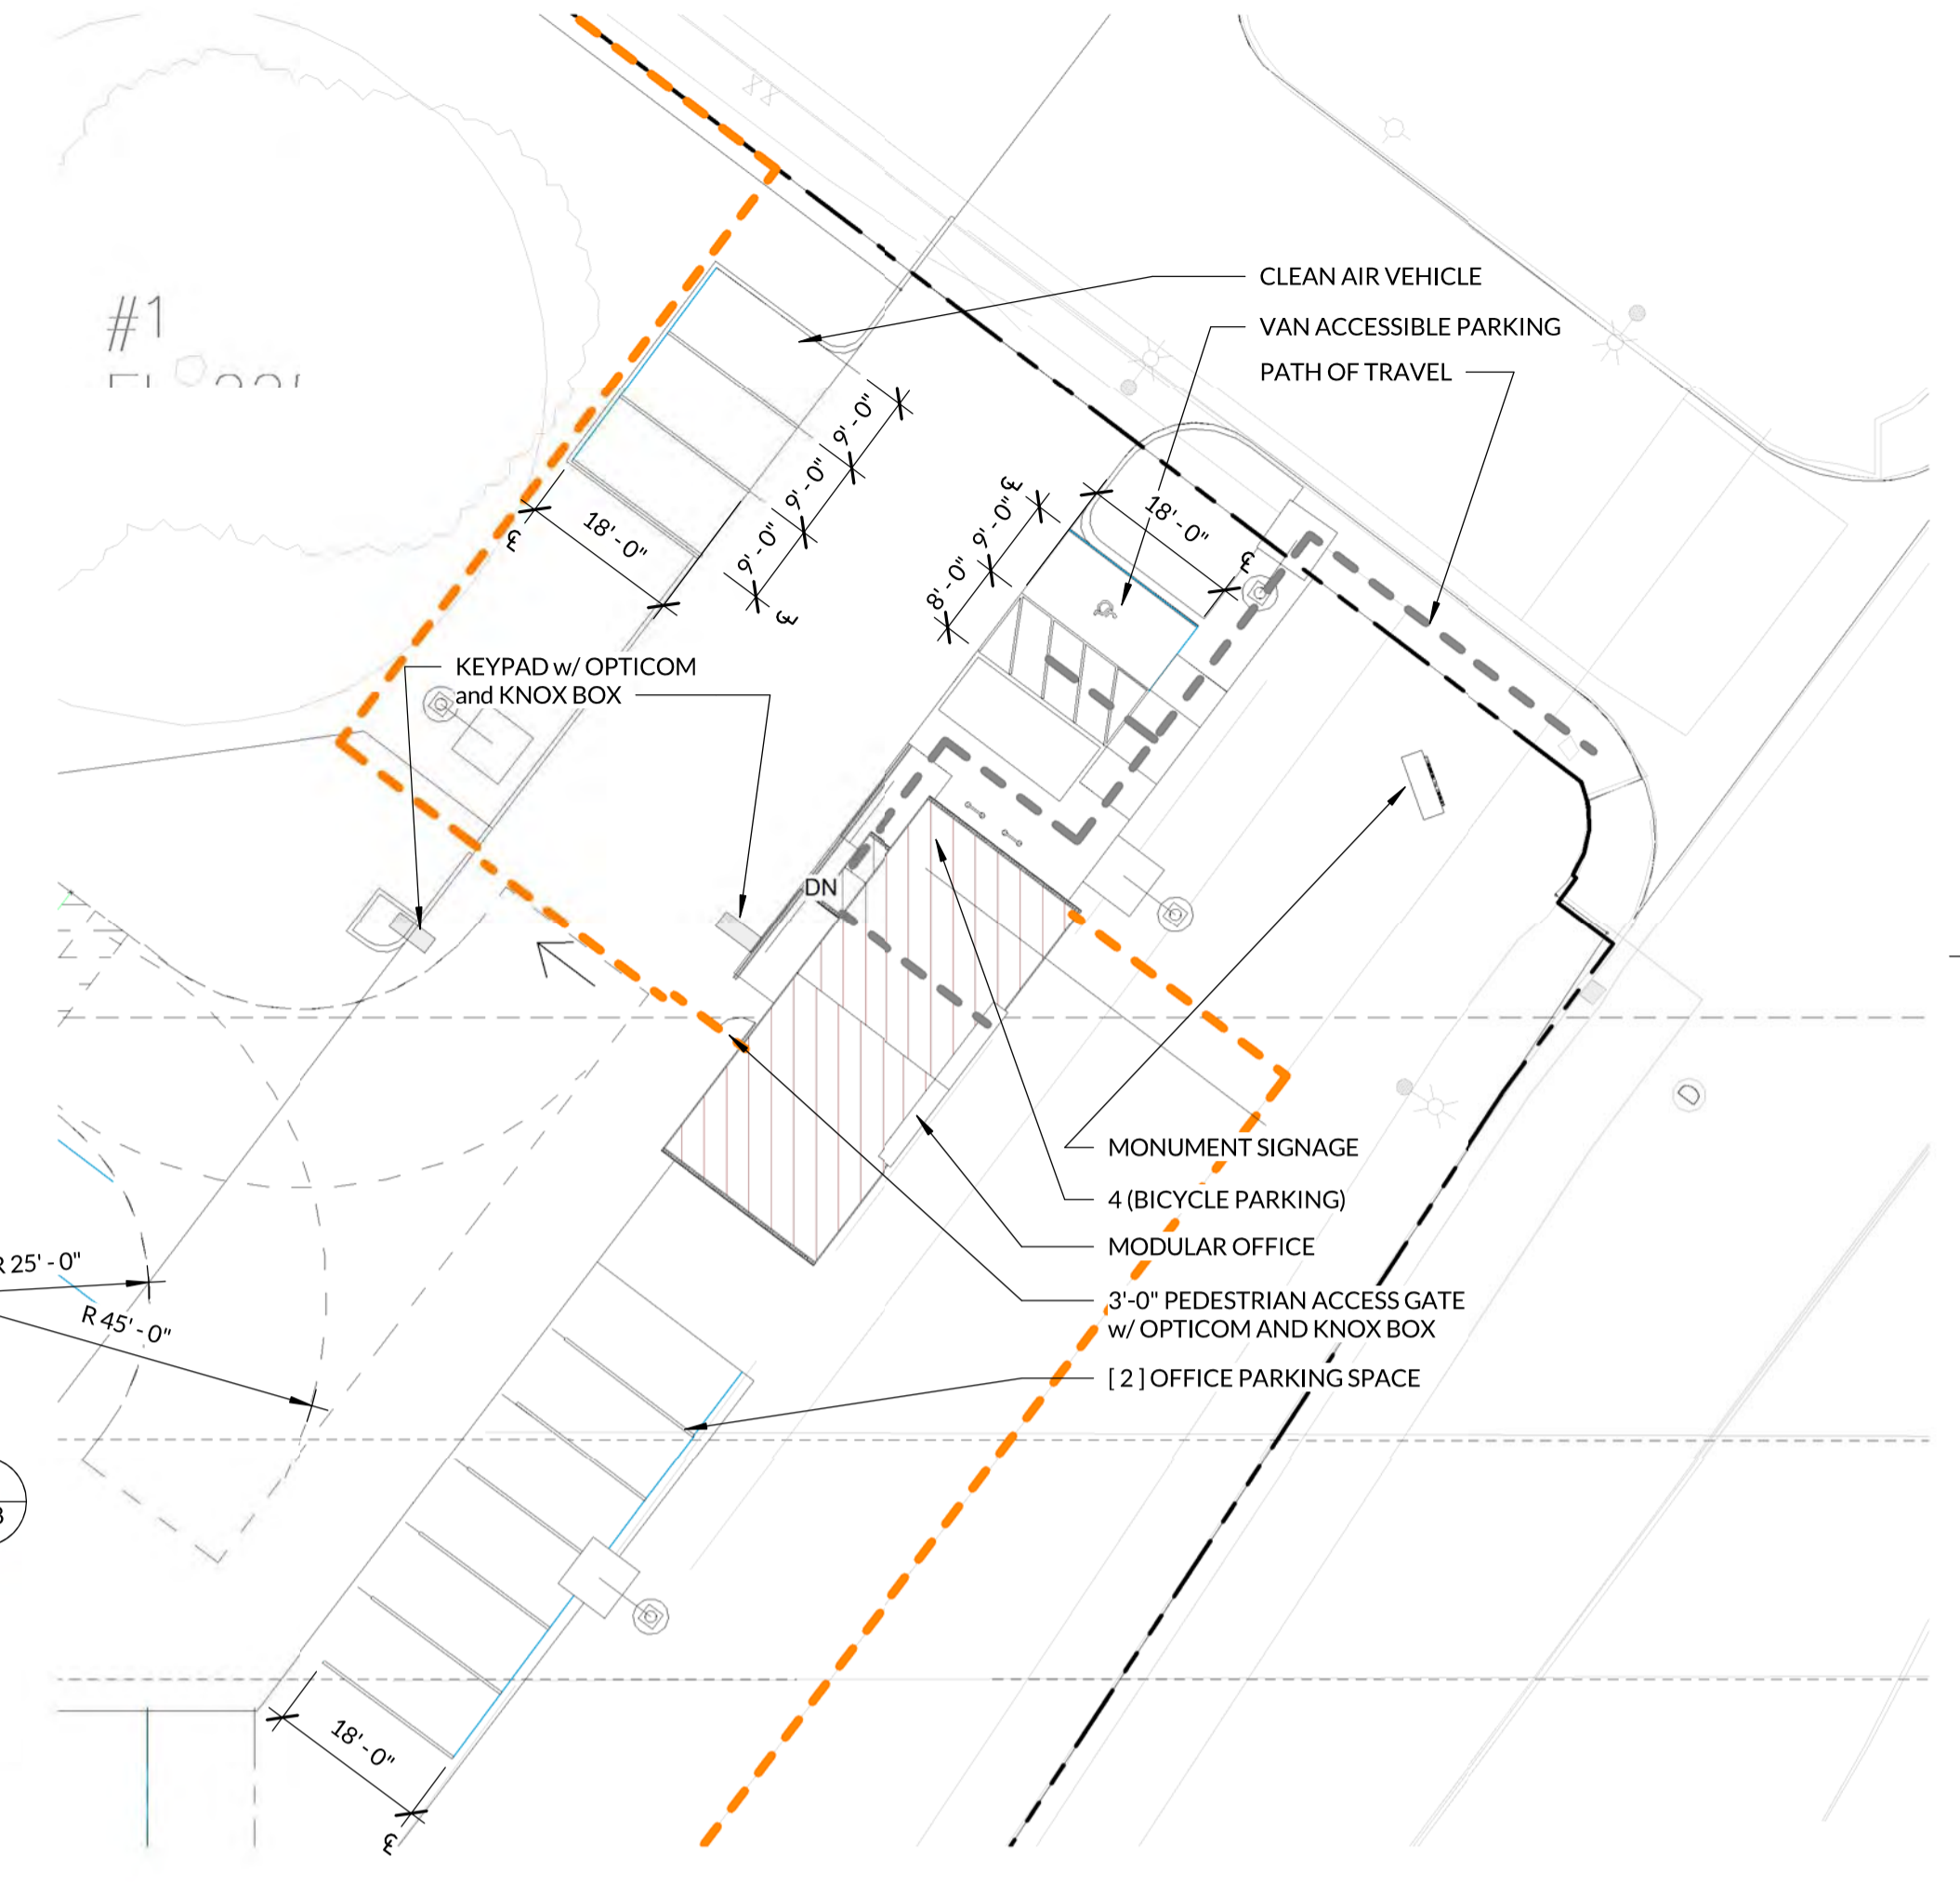 #1
XX
CLEAN AIR VEHICLE
VAN ACCESSIBLE PARKING
PATH OF TRAVEL
9'-0"
9'-0"
9'-0"
℄
18'-0"
℄
9'-0" ℄
8'-0"
18'-0"
℄
KEYPAD w/ OPTICOM
and KNOX BOX
DN
D
MONUMENT SIGNAGE
4 (BICYCLE PARKING)
MODULAR OFFICE
3'-0" PEDESTRIAN ACCESS GATE
w/ OPTICOM AND KNOX BOX
[ 2 ] OFFICE PARKING SPACE
R 25'-0"
R 45'-0"
18'-0"
℄